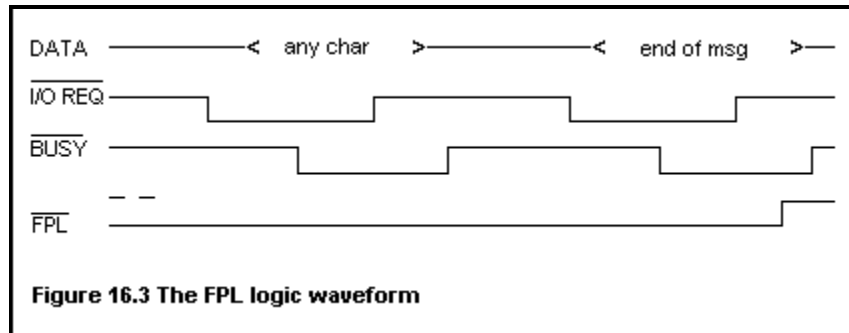 DATA < any char > < end of msg >
I/O REQ
BUSY
FPL
Figure 16.3 The FPL logic waveform